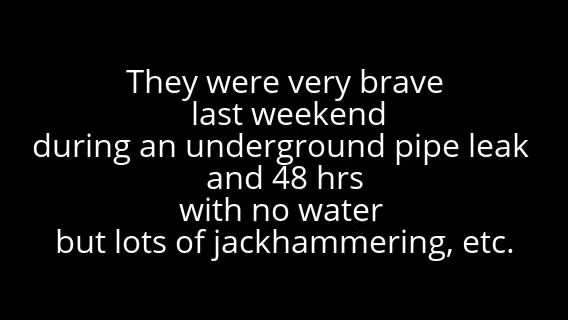 They were very brave
last weekend
during an underground pipe leak
and 48 hrs
with no water
but lots of jackhammering, etc.